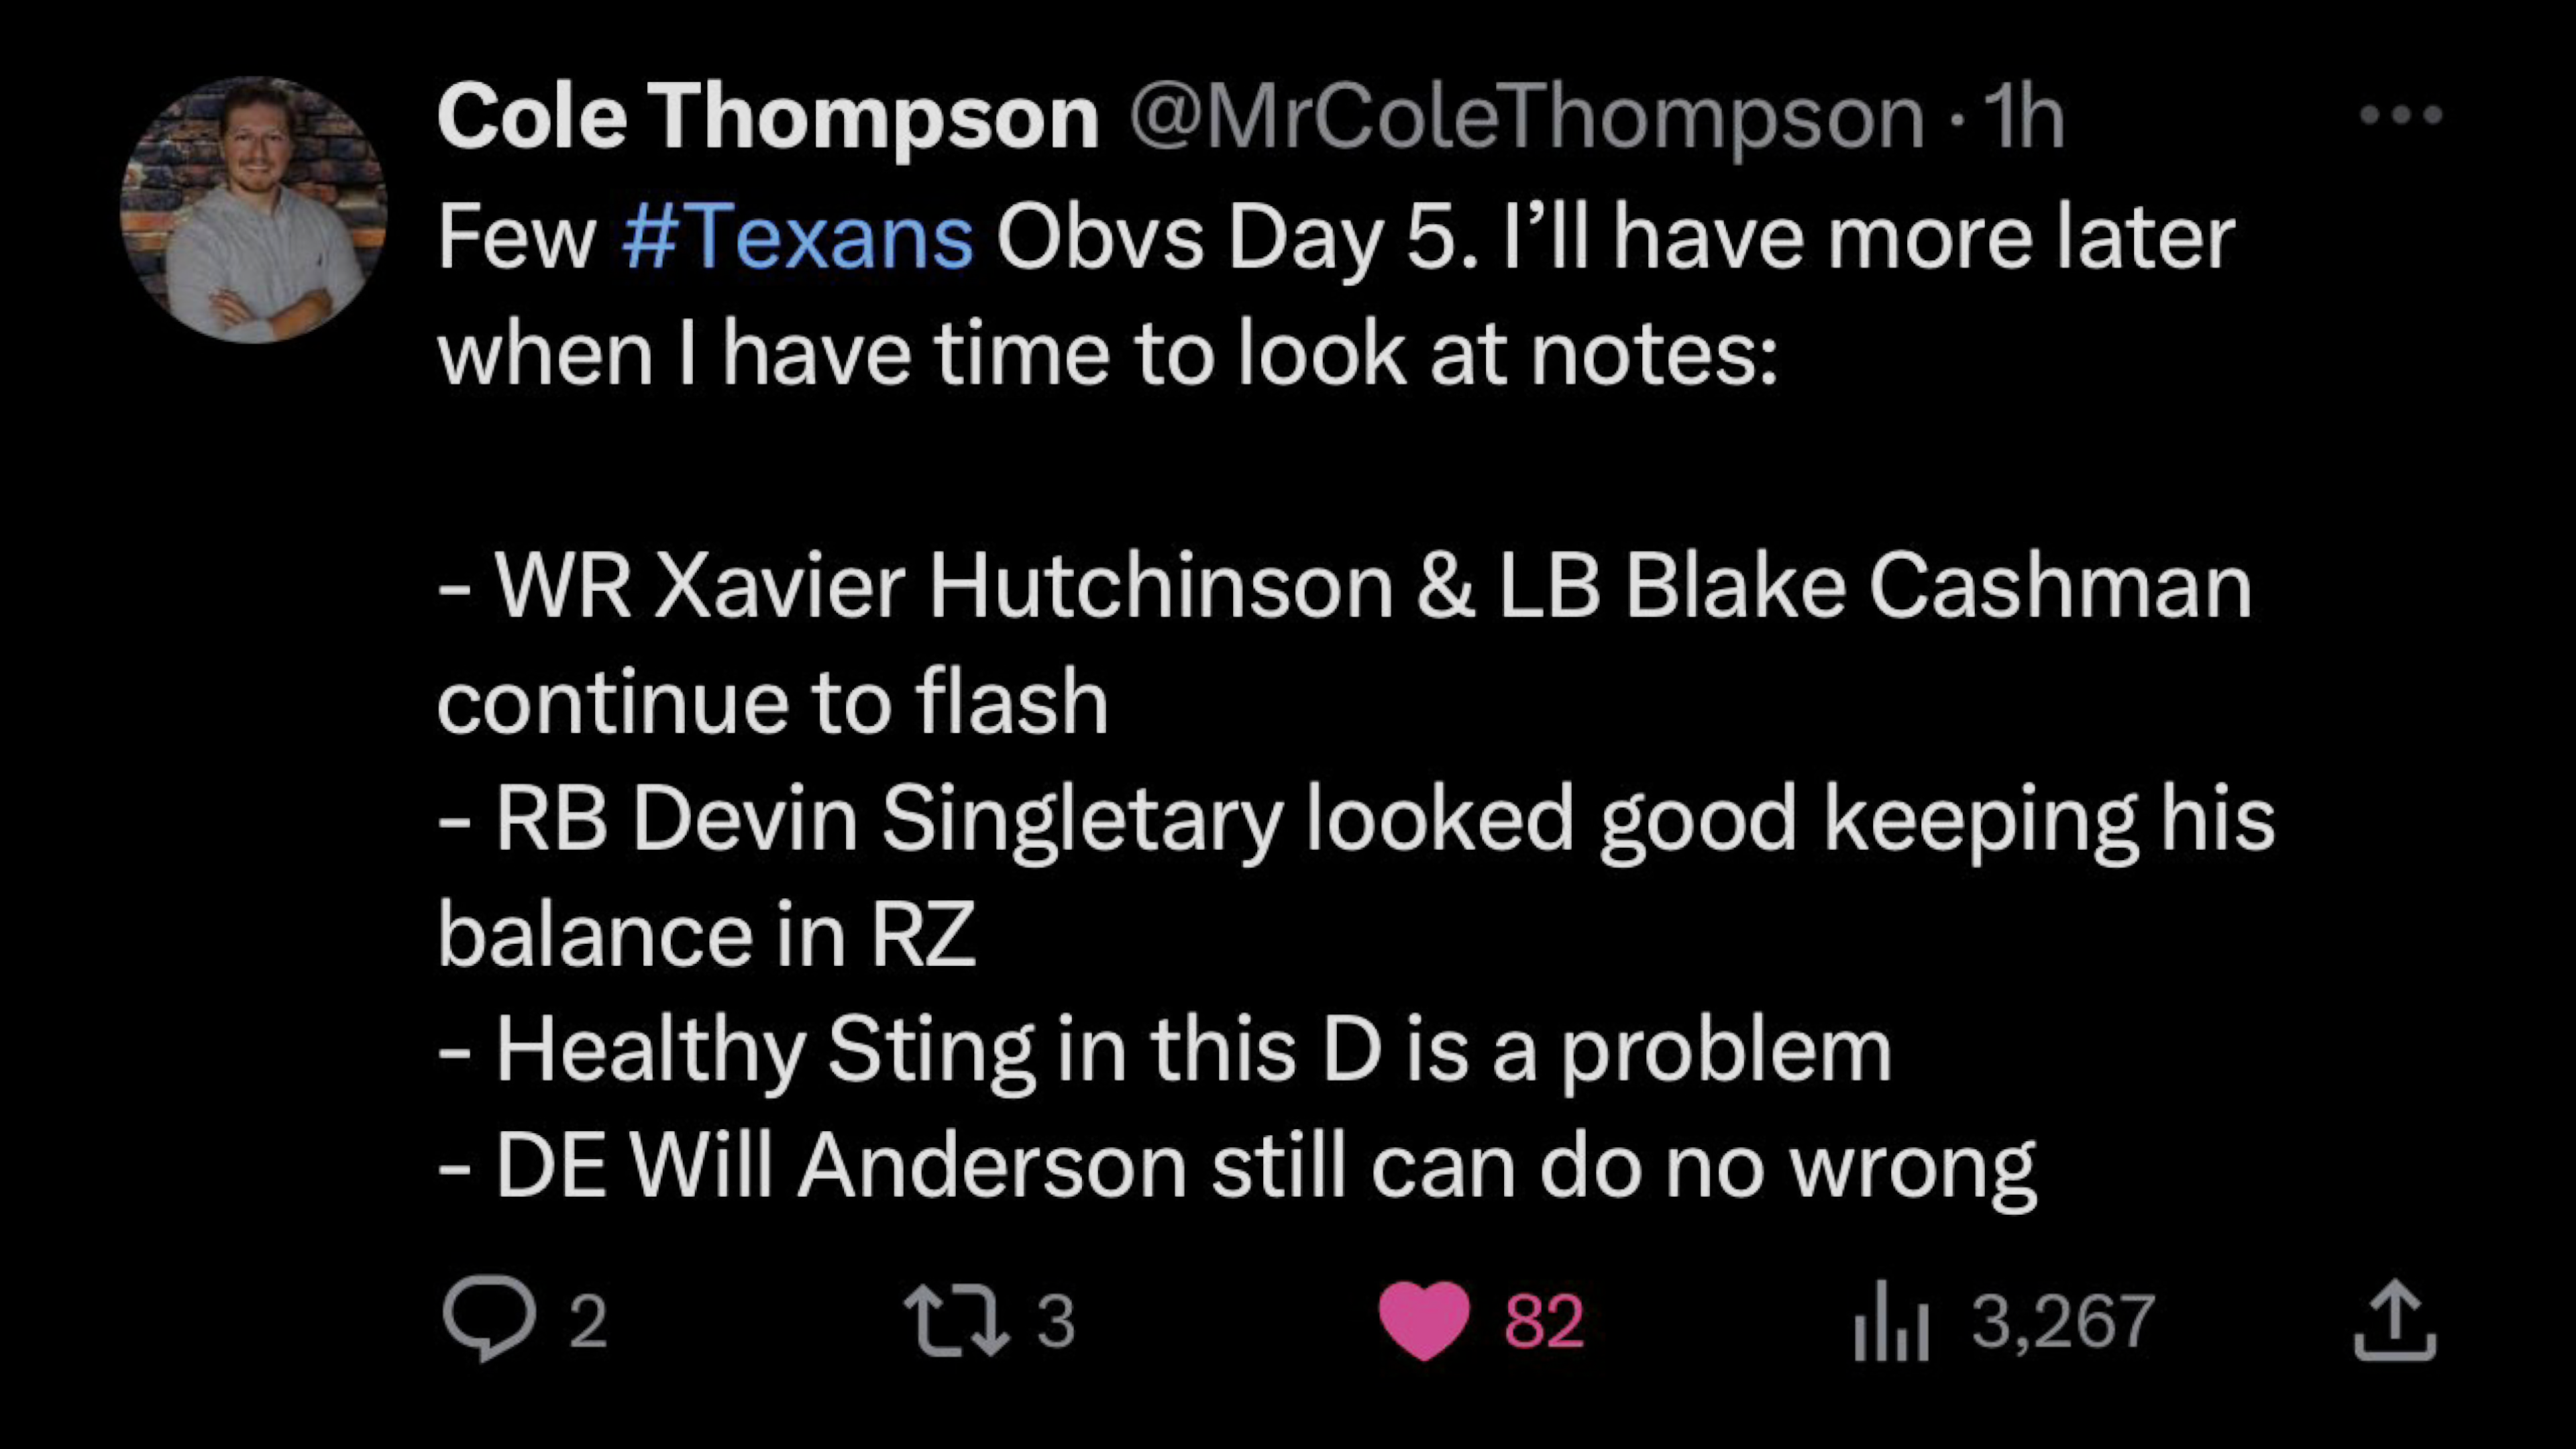 Cole Thompson @MrColeThompson · 1h
Few #Texans Obvs Day 5. I’ll have more later
when I have time to look at notes:
- WR Xavier Hutchinson & LB Blake Cashman
continue to flash
- RB Devin Singletary looked good keeping his
balance in RZ
- Healthy Sting in this D is a problem
- DE Will Anderson still can do no wrong
2 3 82 3,267